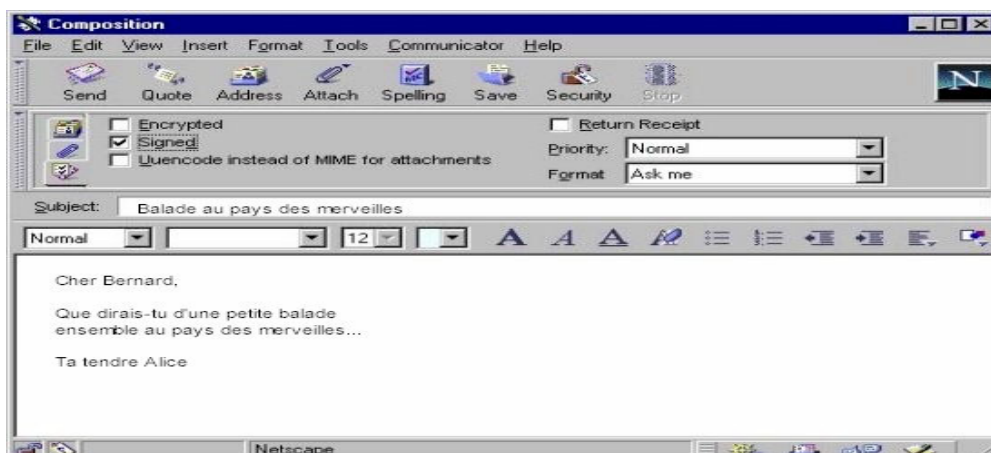 Composition
File Edit View Insert Format Tools Communicator Help
Send Quote Address Attach Spelling Save Security Stop
N
Encrypted
Return Receipt
Signed
Priority: Normal
Uuencode instead of MIME for attachments
Format Ask me
Subject: Balade au pays des merveilles
Normal 12 A A A
Cher Bernard,
Que dirais-tu d'une petite balade
ensemble au pays des merveilles...
Ta tendre Alice
Netscape